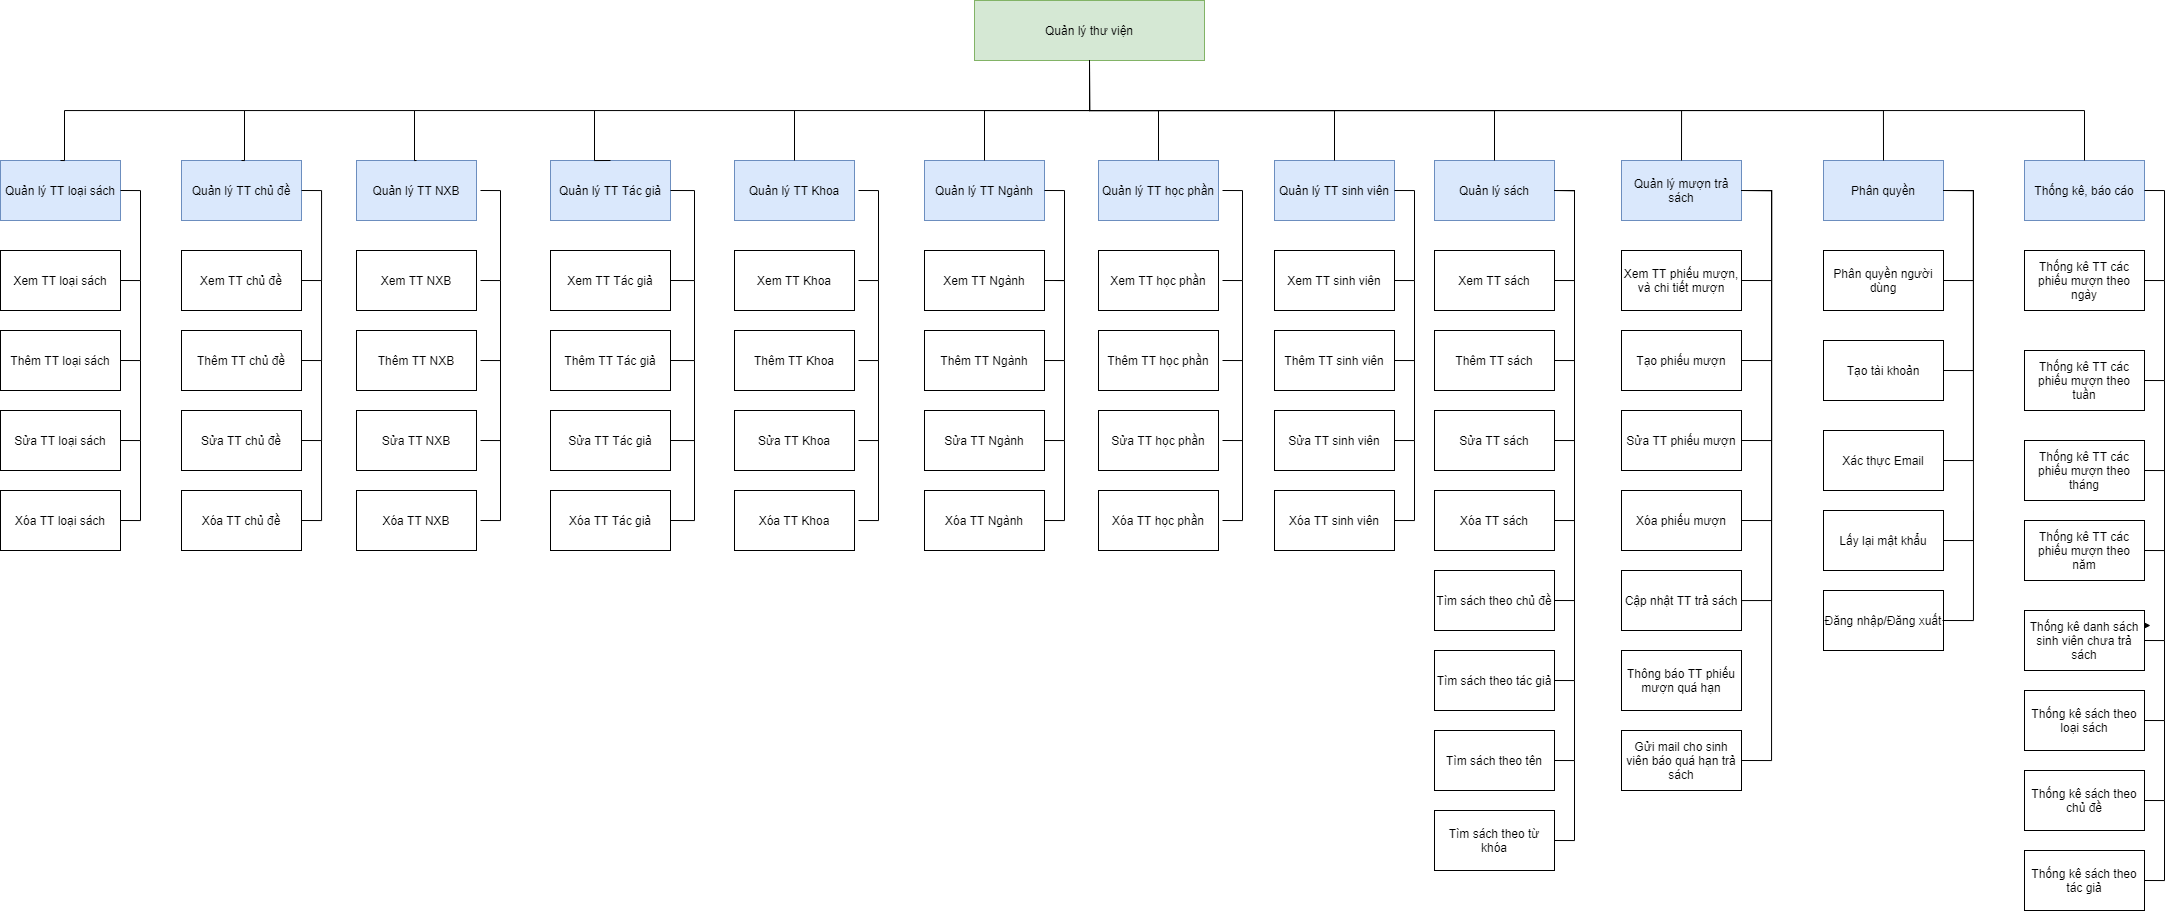 Quản lý thư viện
Quản lý TT loại sách
Xem TT loại sách
Thêm TT loại sách
Sửa TT loại sách
Xóa TT loại sách
Quản lý TT chủ đề
Xem TT chủ đề
Thêm TT chủ đề
Sửa TT chủ đề
Xóa TT chủ đề
Quản lý TT NXB
Xem TT NXB
Thêm TT NXB
Sửa TT NXB
Xóa TT NXB
Quản lý TT Tác giả
Xem TT Tác giả
Thêm TT Tác giả
Sửa TT Tác giả
Xóa TT Tác giả
Quản lý TT Khoa
Xem TT Khoa
Thêm TT Khoa
Sửa TT Khoa
Xóa TT Khoa
Quản lý TT Ngành
Xem TT Ngành
Thêm TT Ngành
Sửa TT Ngành
Xóa TT Ngành
Quản lý TT học phần
Xem TT học phần
Thêm TT học phần
Sửa TT học phần
Xóa TT học phần
Quản lý TT sinh viên
Xem TT sinh viên
Thêm TT sinh viên
Sửa TT sinh viên
Xóa TT sinh viên
Quản lý sách
Xem TT sách
Thêm TT sách
Sửa TT sách
Xóa TT sách
Tìm sách theo chủ đề
Tìm sách theo tác giả
Tìm sách theo tên
Tìm sách theo từ
khóa
Quản lý mượn trả
sách
Xem TT phiếu mượn,
và chi tiết mượn
Tạo phiếu mượn
Sửa TT phiếu mượn
Xóa phiếu mượn
Cập nhật TT trả sách
Thông báo TT phiếu
mượn quá hạn
Gửi mail cho sinh
viên báo quá hạn trả
sách
Phân quyền
Phân quyền người
dùng
Tạo tài khoản
Xác thực Email
Lấy lại mật khẩu
Đăng nhập/Đăng xuất
Thống kê, báo cáo
Thống kê TT các
phiếu mượn theo
ngày
Thống kê TT các
phiếu mượn theo
tuần
Thống kê TT các
phiếu mượn theo
tháng
Thống kê TT các
phiếu mượn theo
năm
Thống kê danh sách
sinh viên chưa trả
sách
Thống kê sách theo
loại sách
Thống kê sách theo
chủ đề
Thống kê sách theo
tác giả